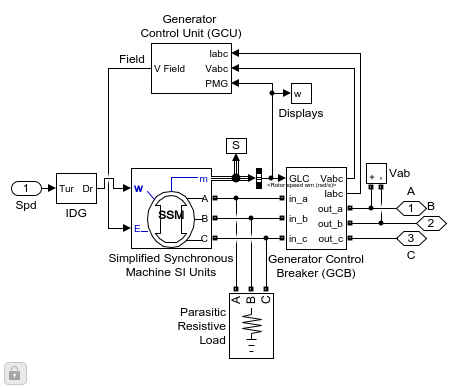 Generator
Control Unit (GCU)
Field
Iabc
V Field
Vabc
PMG
w
Displays
S
m
GLC
Vabc
<Rotor speed wm (rad/s)>
Iabc
+ -
Vab
1
Spd
Tur
Dr
IDG
w
SSM
E
A
B
C
in_a
in_b
in_c
out_a
out_b
out_c
A
1
B
2
3
C
Simplified Synchronous
Machine SI Units
Generator Control
Breaker (GCB)
A
B
C
Parasitic
Resistive
Load